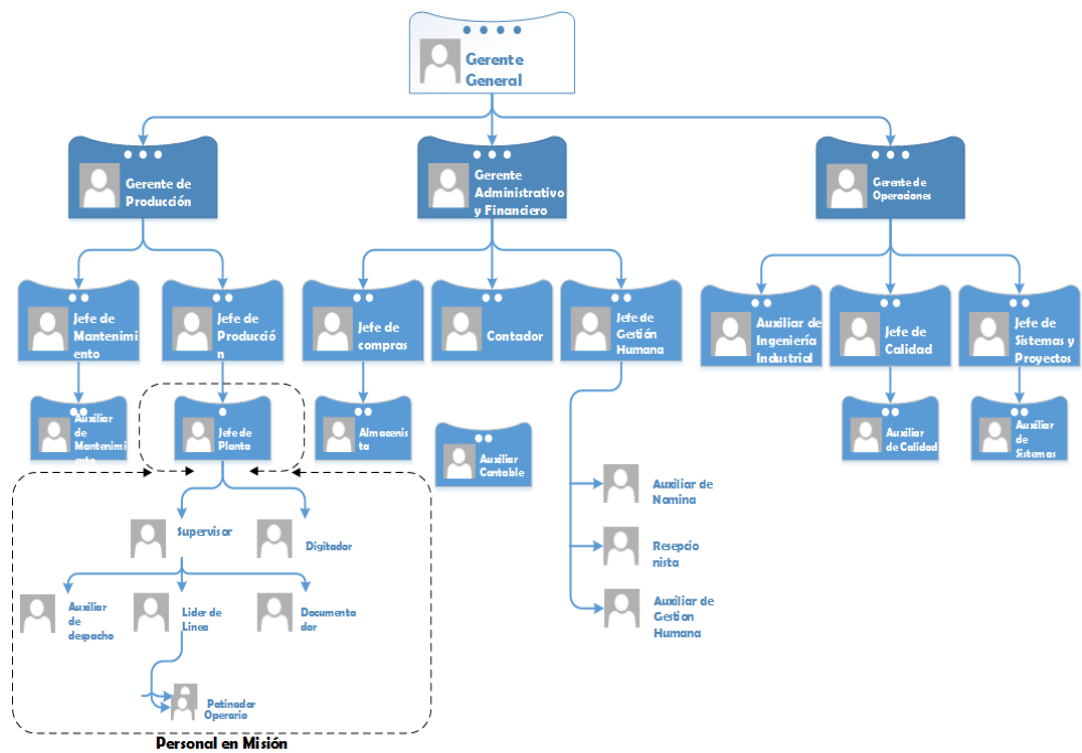 Gerente
General
Gerente de
Producción
Gerente
Administrativo
y Financiero
Gerente de
Operaciones
Jefe de
Mantenimi
ento
Jefe de
Producció
n
Jefe de
compras
Contador
Jefe de
Gestión
Humana
Auxiliar de
Ingeniería
Industrial
Jefe de
Calidad
Jefe de
Sistemas y
Proyectos
Auxiliar
de
Mantenimi
ento
Jefe de
Planta
Almacenis
ta
Auxiliar
Contable
Auxiliar
de Calidad
Auxiliar
de
Sistemas
Auxiliar de
Nomina
Supervisor
Digitador
Resepcio
nista
Auxiliar
de
despacho
Lider de
Linea
Documenta
dor
Auxiliar de
Gestion
Humana
Patinador
Operario
Personal en Misión